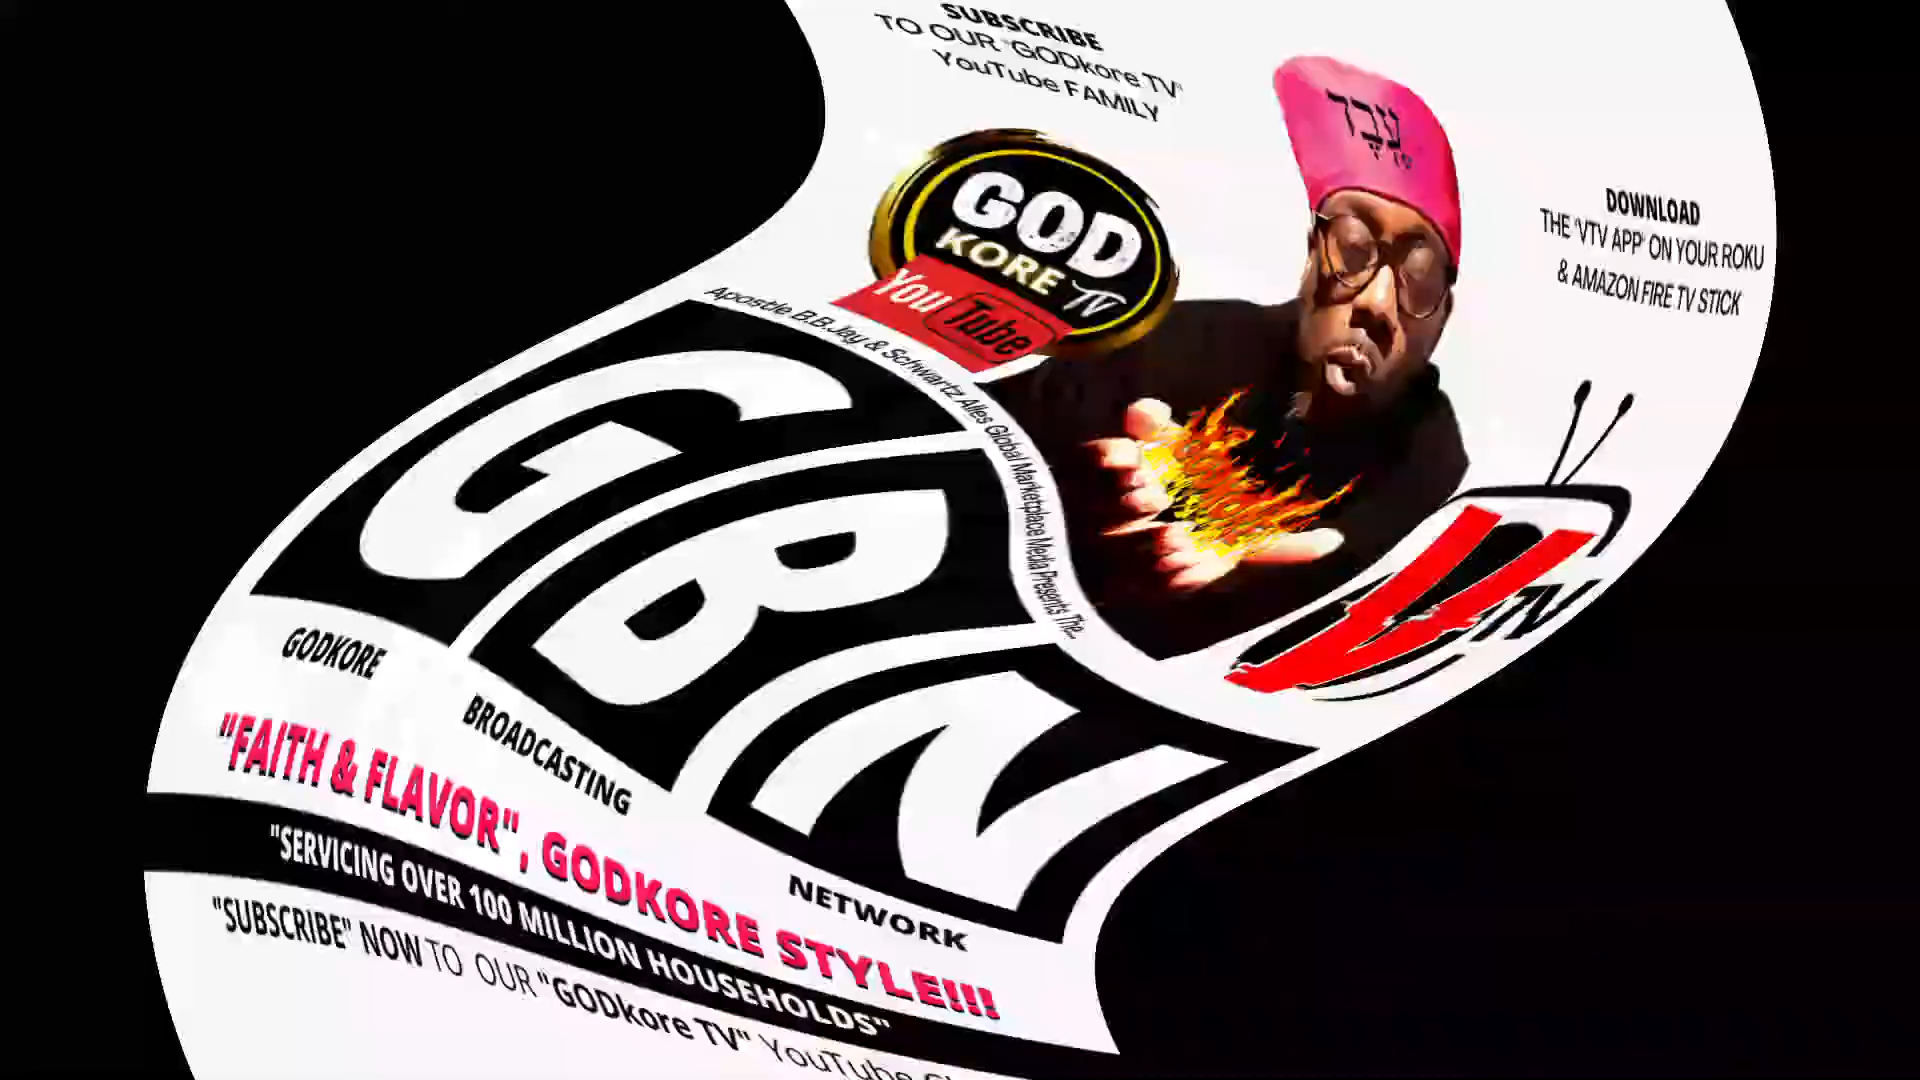 SUBSCRIBE
TO OUR "GODkore TV"
YouTube FAMILY
עֶבֶד
DOWNLOAD
THE 'VTV APP' ON YOUR ROKU
& AMAZON FIRE TV STICK
GOD
KORE TV
YOU Tube
Apostle B.B.Jay & Schwartz Alles Global Marketplace Media Presents The...
V TV
GBN
GODKORE
BROADCASTING
NETWORK
"FAITH & FLAVOR", GODKORE STYLE!!!
"SERVICING OVER 100 MILLION HOUSEHOLDS"
"SUBSCRIBE" NOW TO OUR "GODkore TV" YouTube